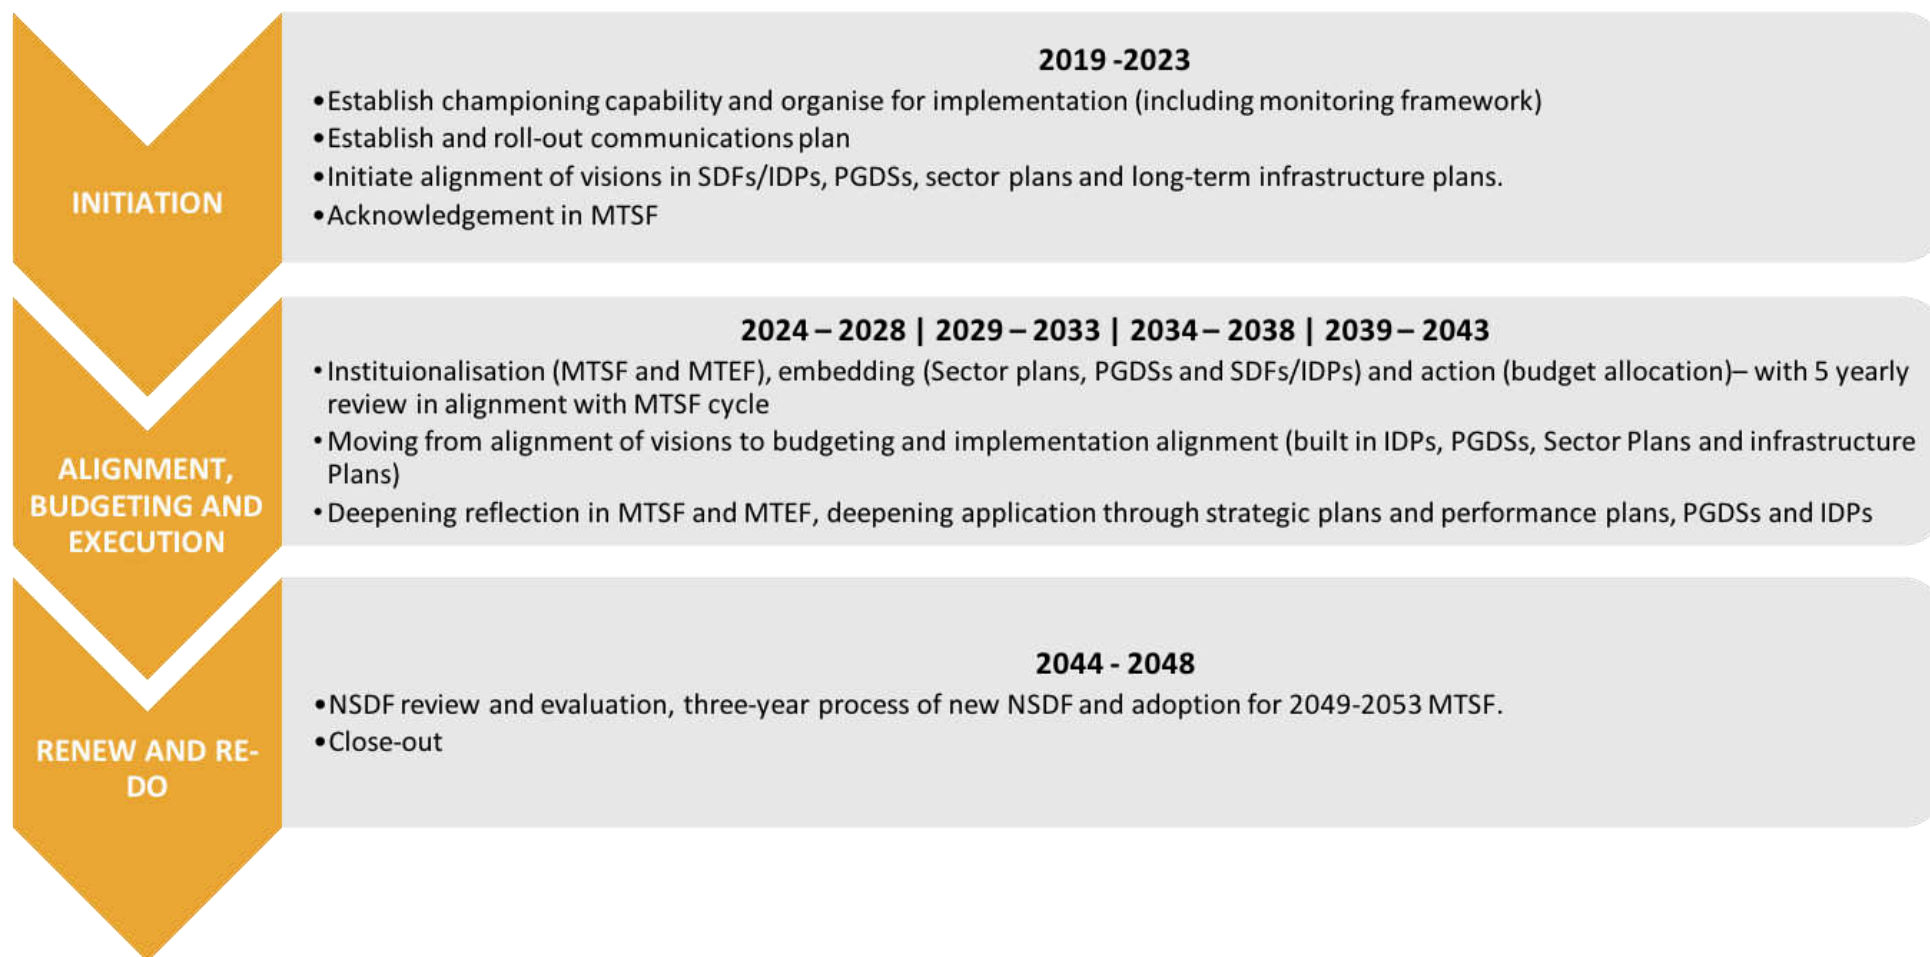 INITIATION
2019 -2023
•Establish championing capability and organise for implementation (including monitoring framework)
•Establish and roll-out communications plan
•Initiate alignment of visions in SDFs/IDPs, PGDSs, sector plans and long-term infrastructure plans.
•Acknowledgement in MTSF
ALIGNMENT,
BUDGETING AND
EXECUTION
2024 – 2028 | 2029 – 2033 | 2034 – 2038 | 2039 – 2043
•Instituionalisation (MTSF and MTEF), embedding (Sector plans, PGDSs and SDFs/IDPs) and action (budget allocation)– with 5 yearly
review in alignment with MTSF cycle
•Moving from alignment of visions to budgeting and implementation alignment (built in IDPs, PGDSs, Sector Plans and infrastructure
Plans)
•Deepening reflection in MTSF and MTEF, deepening application through strategic plans and performance plans, PGDSs and IDPs
RENEW AND RE-
DO
2044 - 2048
•NSDF review and evaluation, three-year process of new NSDF and adoption for 2049-2053 MTSF.
•Close-out